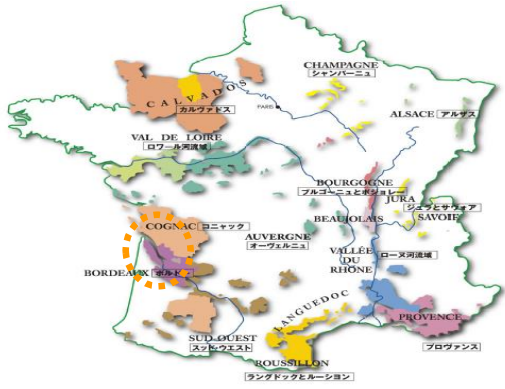 CHAMPAGNE
シャンパーニュ
CALVADOS
カルヴァドス
PARIS
ALSACE アルザス
VAL DE LOIRE
ロワール河流域
BOURGOGNE
ブルゴーニュとボジョレー
JURA
ジュラとサヴォア
SAVOIE
BEAUJOLAIS
COGNAC コニャック
AUVERGNE
オーヴェルニュ
VALLÉE
DU
RHÔNE
ローヌ河流域
BORDEAUX ボルドー
LANGUEDOC
PROVENCE
プロヴァンス
SUD OUEST
スッド・ウエスト
ROUSSILLON
ラングドックとルーション